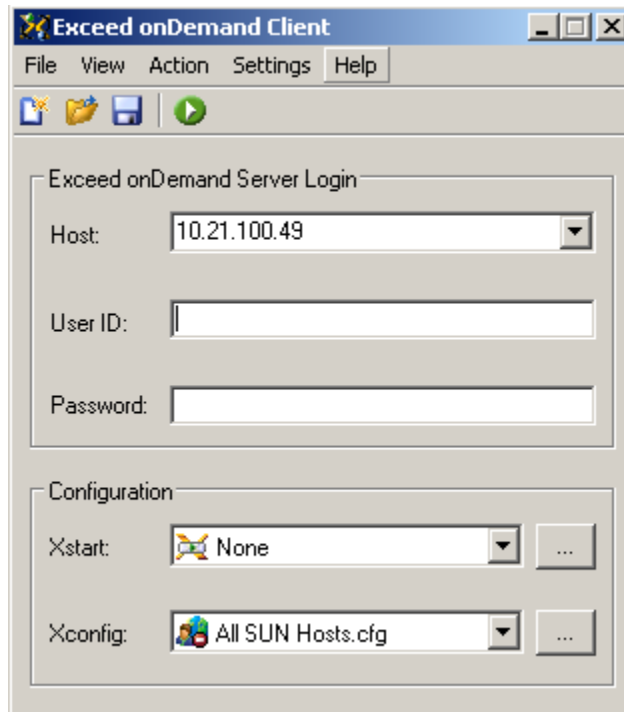 Exceed onDemand Client
File View Action Settings Help
Exceed onDemand Server Login
Host: 10.21.100.49
User ID:
Password:
Configuration
Xstart: None ...
Xconfig: All SUN Hosts.cfg ...